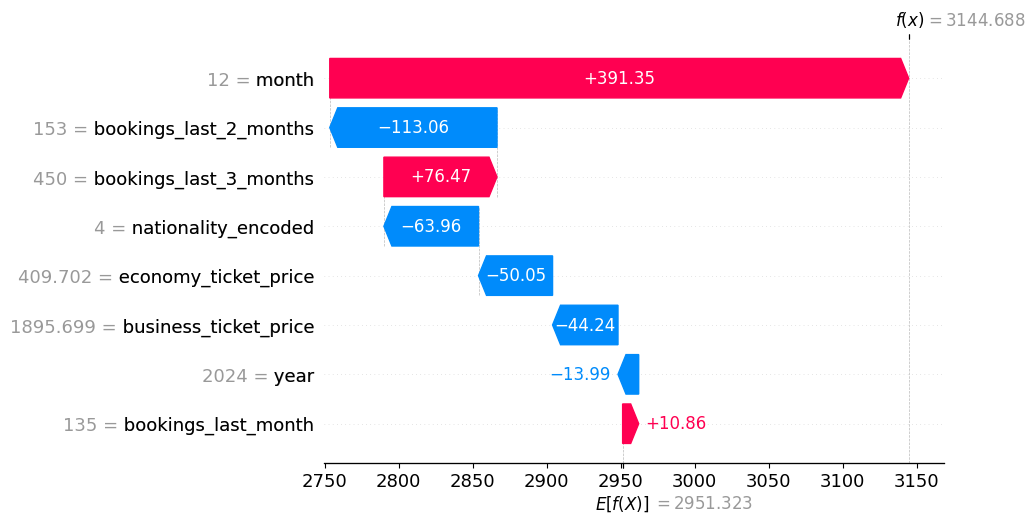 f(x) = 3144.688
12 = month
+391.35
153 = bookings_last_2_months
−113.06
450 = bookings_last_3_months
+76.47
4 = nationality_encoded
−63.96
409.702 = economy_ticket_price
−50.05
1895.699 = business_ticket_price
−44.24
2024 = year
−13.99
135 = bookings_last_month
+10.86
2750 2800 2850 2900 2950 3000 3050 3100 3150
E[f(X)] = 2951.323